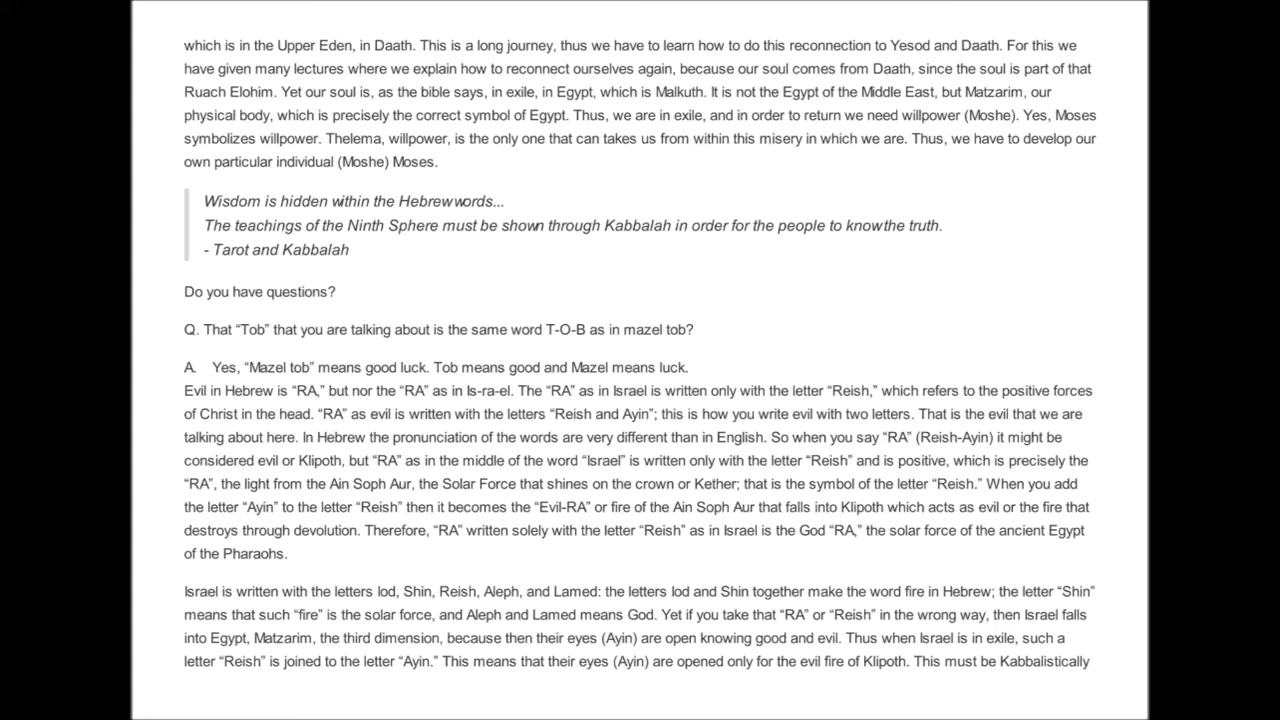 which is in the Upper Eden, in Daath. This is a long journey, thus we have to learn how to do this reconnection to Yesod and Daath. For this we
have given many lectures where we explain how to reconnect ourselves again, because our soul comes from Daath, since the soul is part of that
Ruach Elohim. Yet our soul is, as the bible says, in exile, in Egypt, which is Malkuth. It is not the Egypt of the Middle East, but Matzarim, our
physical body, which is precisely the correct symbol of Egypt. Thus, we are in exile, and in order to return we need willpower (Moshe). Yes, Moses
symbolizes willpower. Thelema, willpower, is the only one that can takes us from within this misery in which we are. Thus, we have to develop our
own particular individual (Moshe) Moses.
Wisdom is hidden within the Hebrew words...
The teachings of the Ninth Sphere must be shown through Kabbalah in order for the people to know the truth.
- Tarot and Kabbalah
Do you have questions?
Q. That “Tob” that you are talking about is the same word T-O-B as in mazel tob?
A. Yes, “Mazel tob” means good luck. Tob means good and Mazel means luck.
Evil in Hebrew is “RA,” but nor the “RA” as in Is-ra-el. The “RA” as in Israel is written only with the letter “Reish,” which refers to the positive forces
of Christ in the head. “RA” as evil is written with the letters “Reish and Ayin”; this is how you write evil with two letters. That is the evil that we are
talking about here. In Hebrew the pronunciation of the words are very different than in English. So when you say “RA” (Reish-Ayin) it might be
considered evil or Klipoth, but “RA” as in the middle of the word “Israel” is written only with the letter “Reish” and is positive, which is precisely the
“RA”, the light from the Ain Soph Aur, the Solar Force that shines on the crown or Kether; that is the symbol of the letter “Reish.” When you add
the letter “Ayin” to the letter “Reish” then it becomes the “Evil-RA” or fire of the Ain Soph Aur that falls into Klipoth which acts as evil or the fire that
destroys through devolution. Therefore, “RA” written solely with the letter “Reish” as in Israel is the God “RA,” the solar force of the ancient Egypt
of the Pharaohs.
Israel is written with the letters Iod, Shin, Reish, Aleph, and Lamed: the letters Iod and Shin together make the word fire in Hebrew; the letter “Shin”
means that such “fire” is the solar force, and Aleph and Lamed means God. Yet if you take that “RA” or “Reish” in the wrong way, then Israel falls
into Egypt, Matzarim, the third dimension, because then their eyes (Ayin) are open knowing good and evil. Thus when Israel is in exile, such a
letter “Reish” is joined to the letter “Ayin.” This means that their eyes (Ayin) are opened only for the evil fire of Klipoth. This must be Kabbalistically